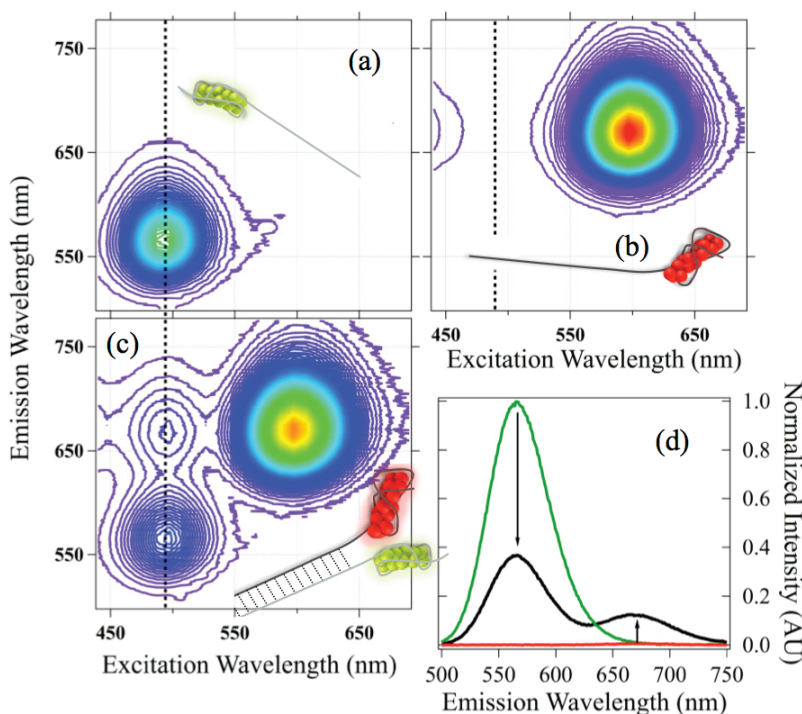 (a)
750
650
550
Emission Wavelength (nm)
(b)
450 550 650
Excitation Wavelength (nm)
(c)
750
650
550
450 550 650
Excitation Wavelength (nm)
(d)
1.0
0.8
0.6
0.4
0.2
0.0
Normalized Intensity (AU)
500 550 600 650 700 750
Emission Wavelength (nm)